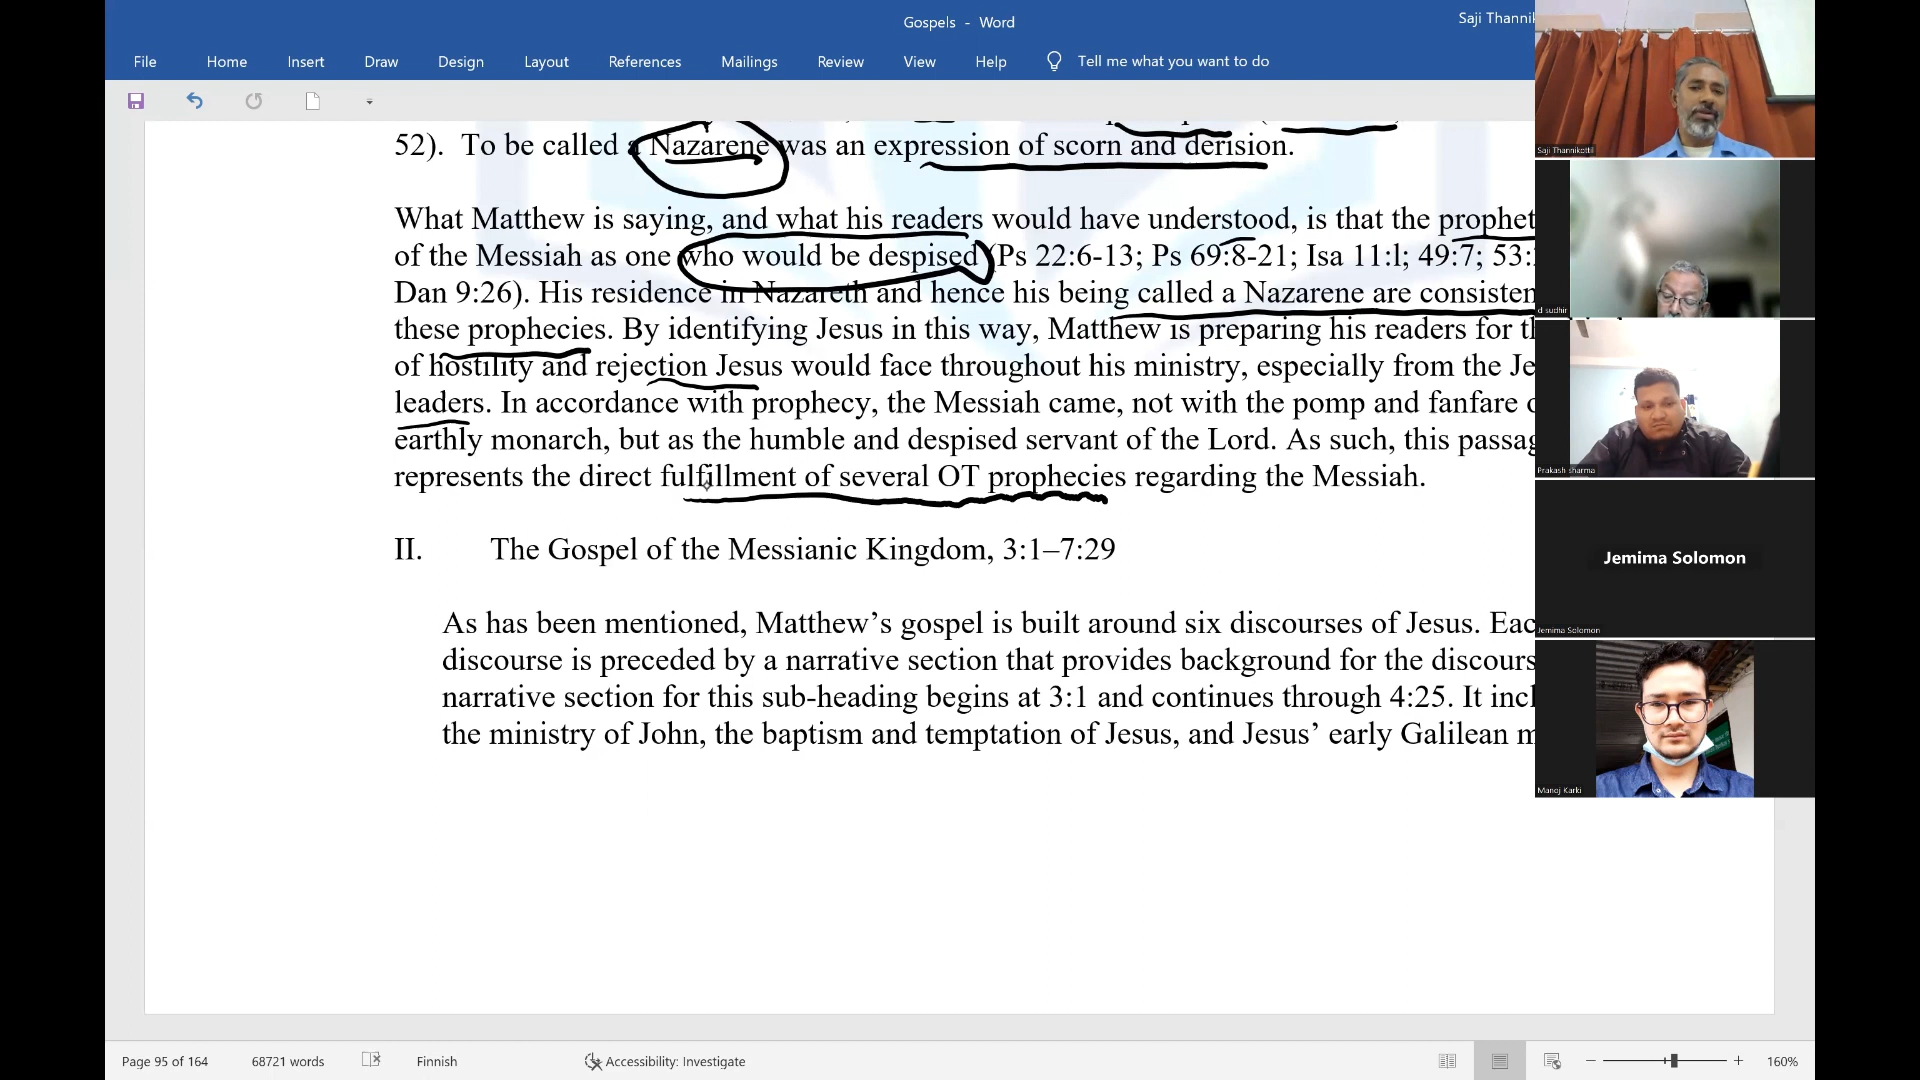 Gospels - Word
Saji Thannik
File Home Insert Draw Design Layout References Mailings Review View Help Tell me what you want to do
52). To be called a Nazarene was an expression of scorn and derision.
What Matthew is saying, and what his readers would have understood, is that the prophet
of the Messiah as one who would be despised (Ps 22:6-13; Ps 69:8-21; Isa 11:l; 49:7; 53:
Dan 9:26). His residence in Nazareth and hence his being called a Nazarene are consisten
these prophecies. By identifying Jesus in this way, Matthew is preparing his readers for th
of hostility and rejection Jesus would face throughout his ministry, especially from the Je
leaders. In accordance with prophecy, the Messiah came, not with the pomp and fanfare o
earthly monarch, but as the humble and despised servant of the Lord. As such, this passag
represents the direct fulfillment of several OT prophecies regarding the Messiah.
II. The Gospel of the Messianic Kingdom, 3:1–7:29
As has been mentioned, Matthew’s gospel is built around six discourses of Jesus. Eac
discourse is preceded by a narrative section that provides background for the discours
narrative section for this sub-heading begins at 3:1 and continues through 4:25. It incl
the ministry of John, the baptism and temptation of Jesus, and Jesus’ early Galilean m
Saji Thannikottil
d sudhir
Prakash sharma
Jemima Solomon
Jemima Solomon
Manoj Karki
Page 95 of 164 68721 words Finnish Accessibility: Investigate 160%